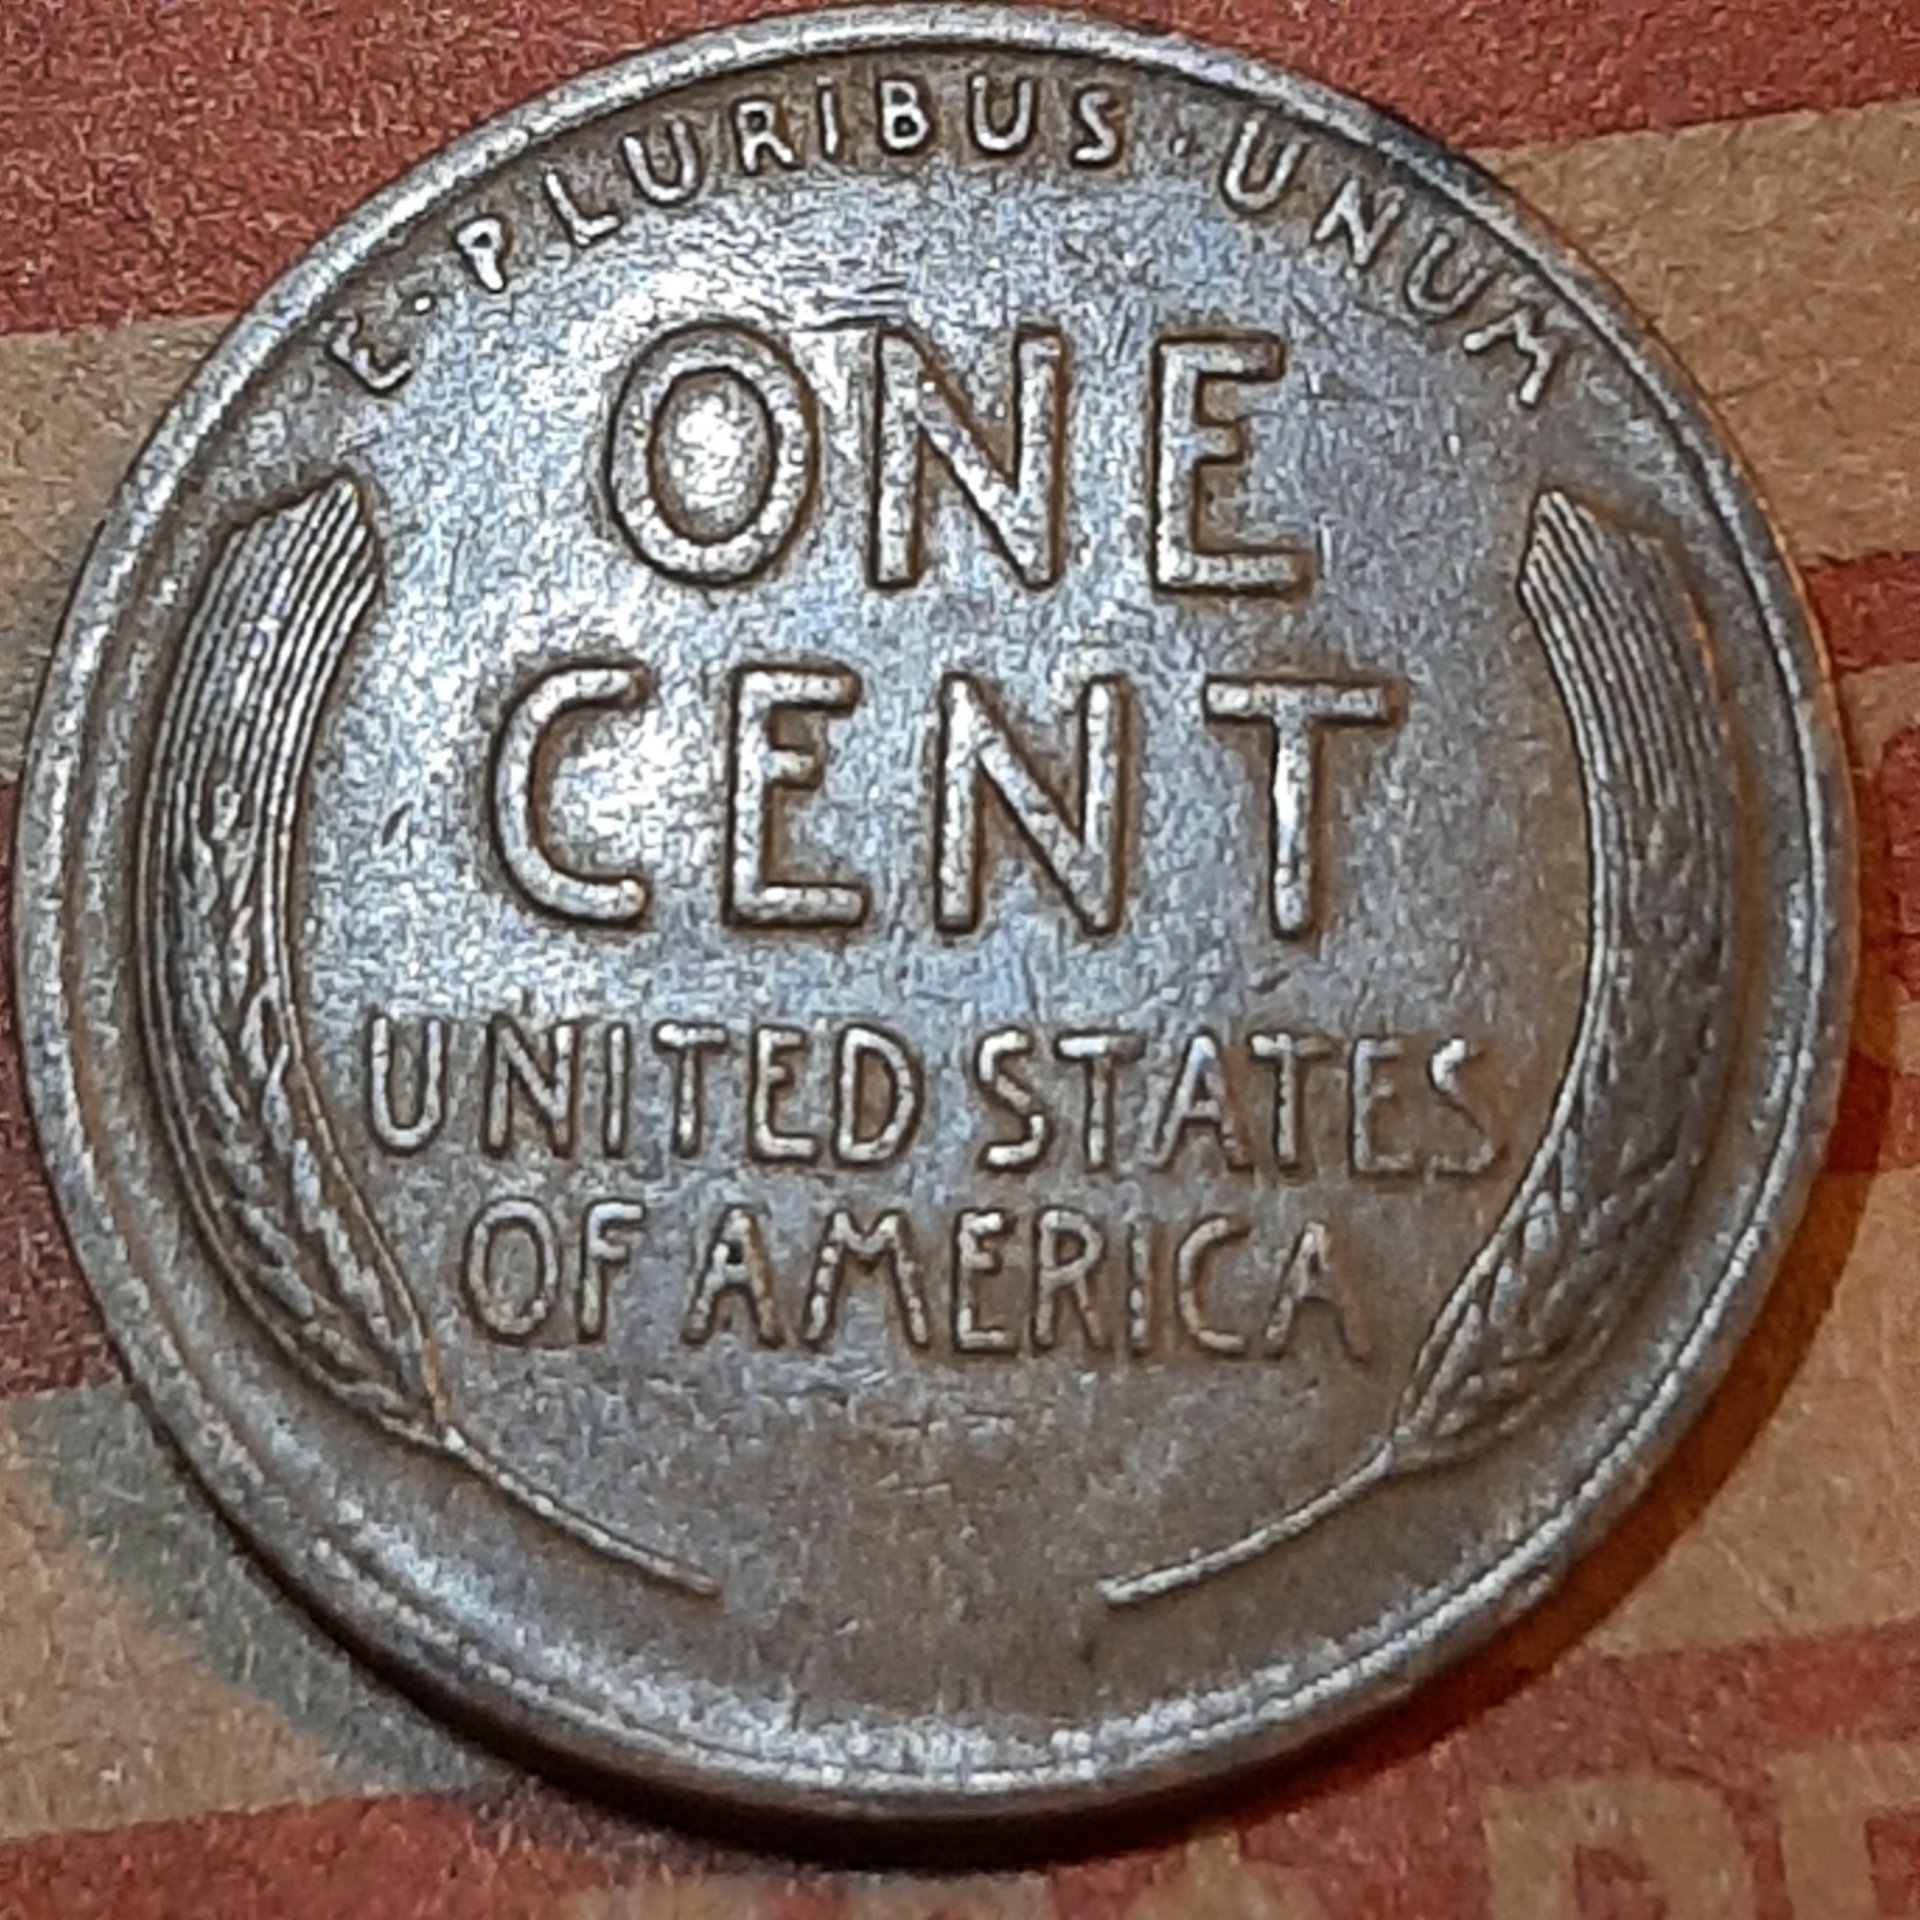 E · PLURIBUS · UNUM
ONE
CENT
UNITED STATES
OF AMERICA